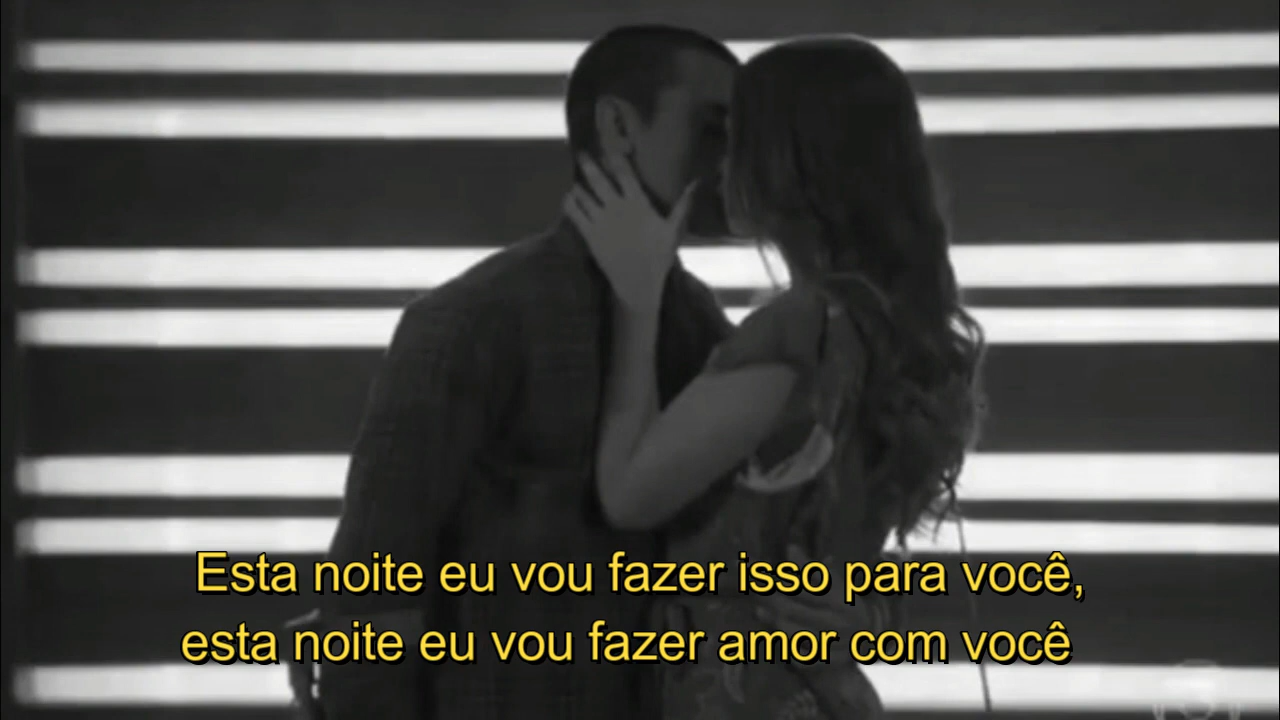 Esta noite eu vou fazer isso para você,
esta noite eu vou fazer amor com você